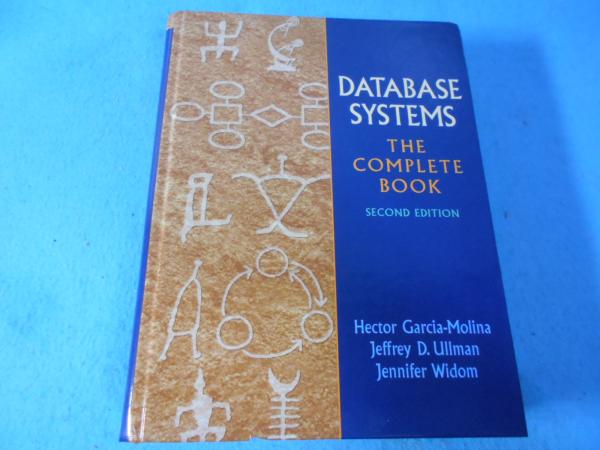 DATABASE
SYSTEMS
THE
COMPLETE
BOOK
SECOND EDITION
Hector Garcia-Molina
Jeffrey D. Ullman
Jennifer Widom